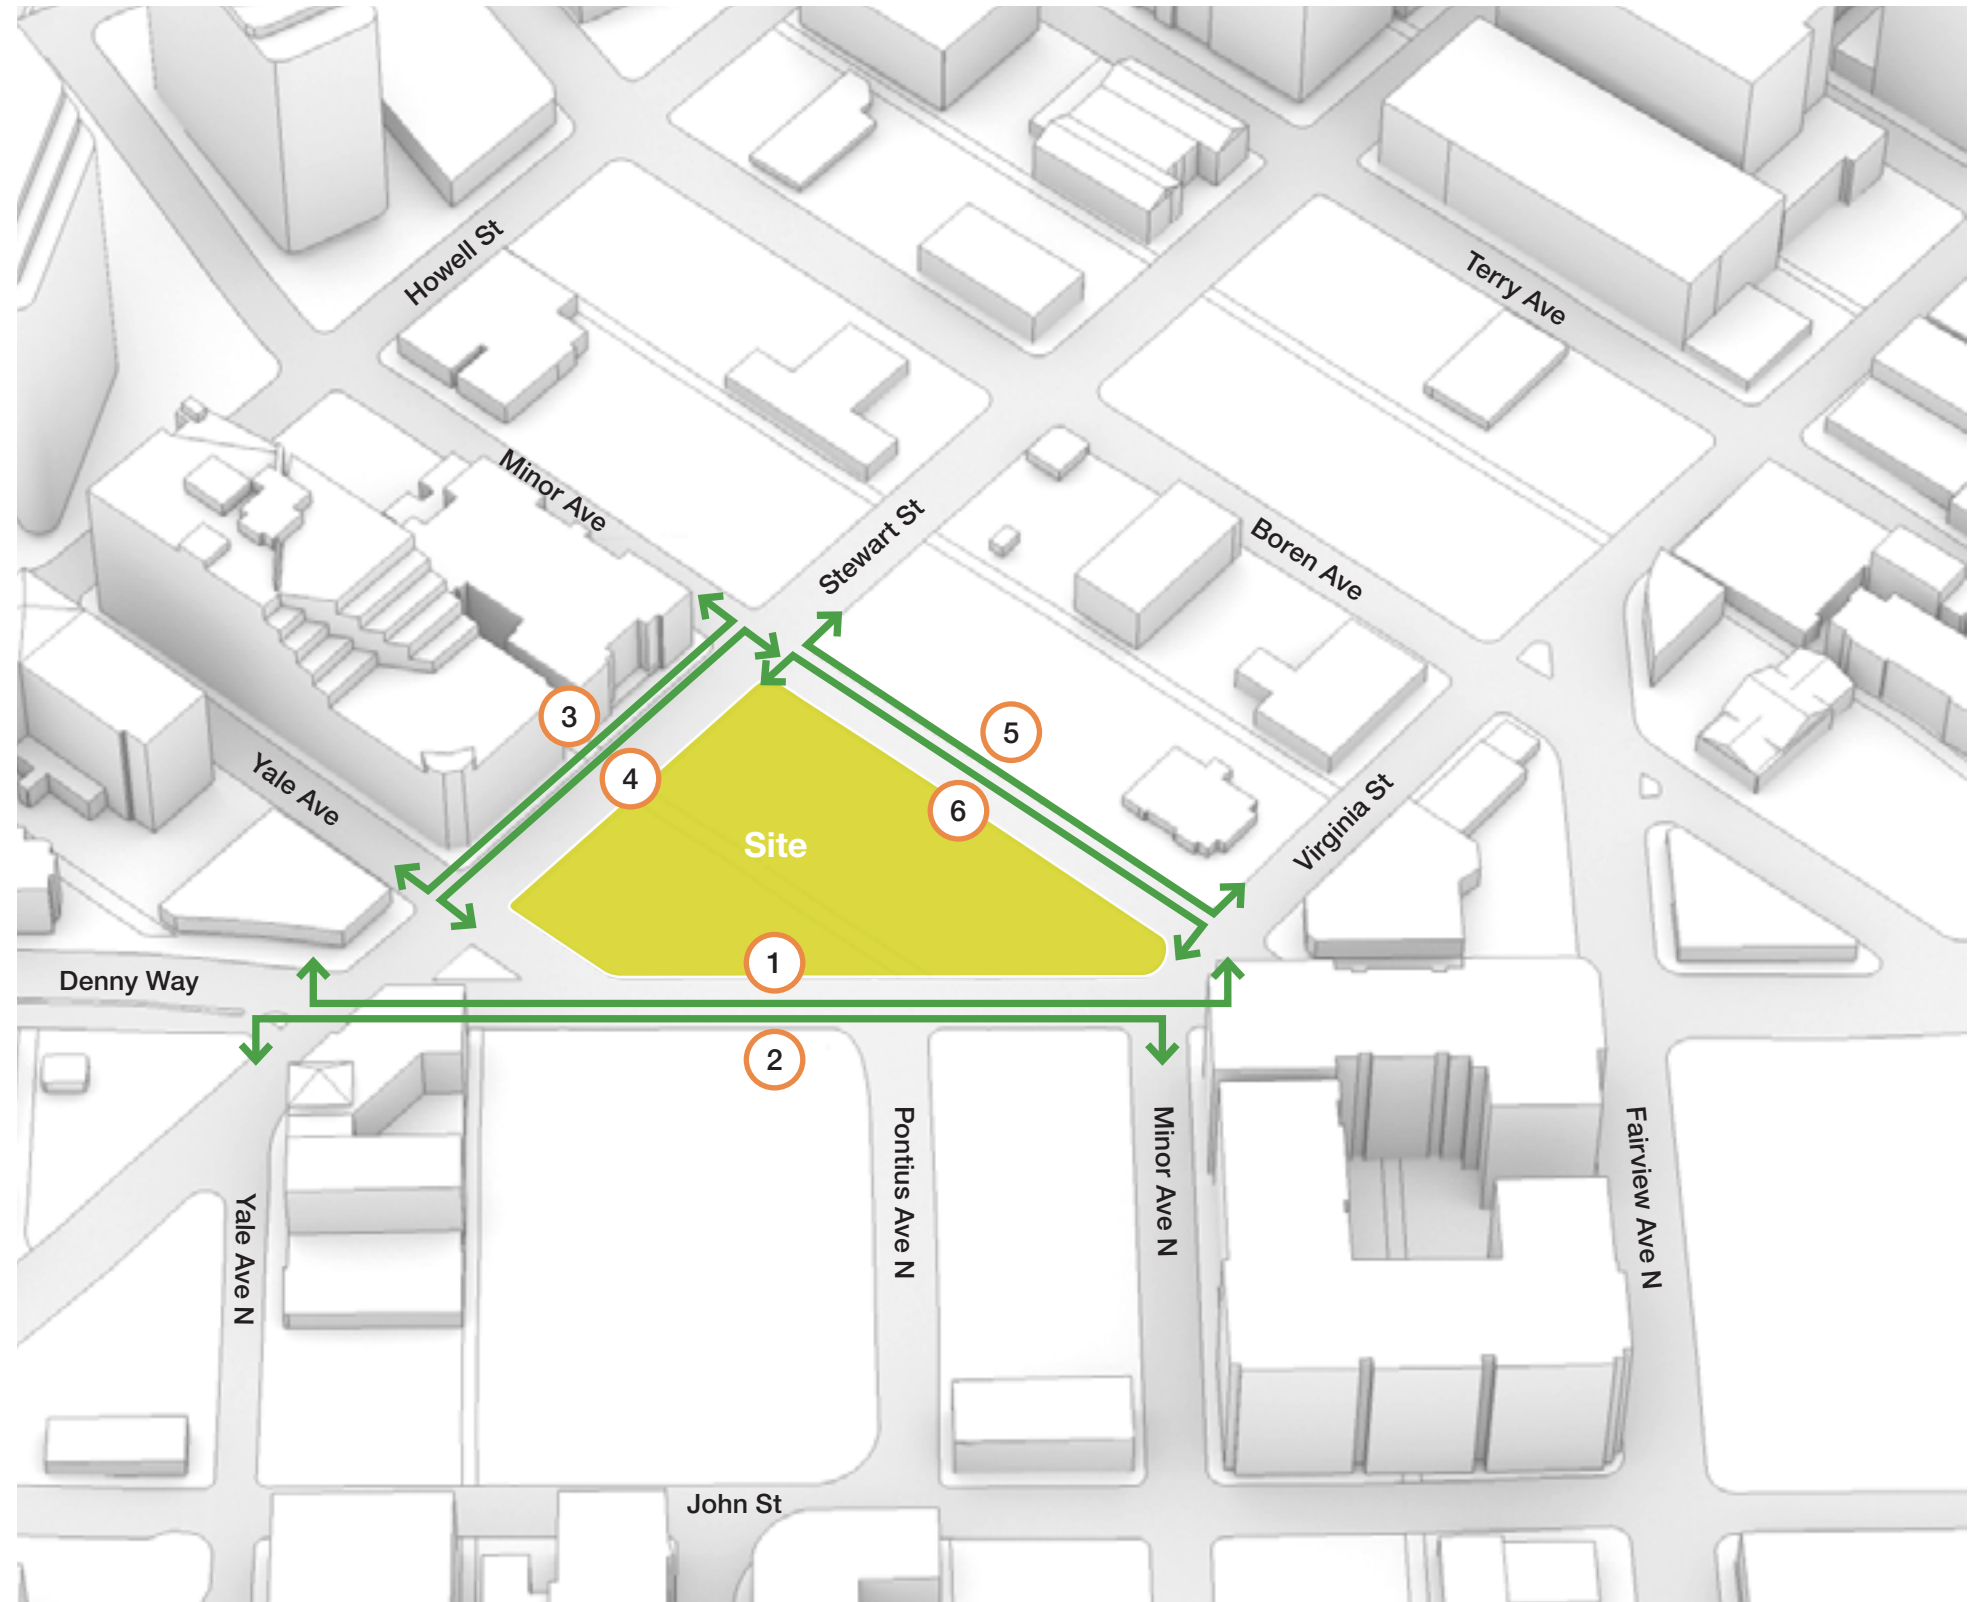 Howell St
Terry Ave
Minor Ave
Stewart St
Boren Ave
3
5
4
6
Yale Ave
Site
Virginia St
1
Denny Way
2
Pontius Ave N
Minor Ave N
Fairview Ave N
Yale Ave N
John St